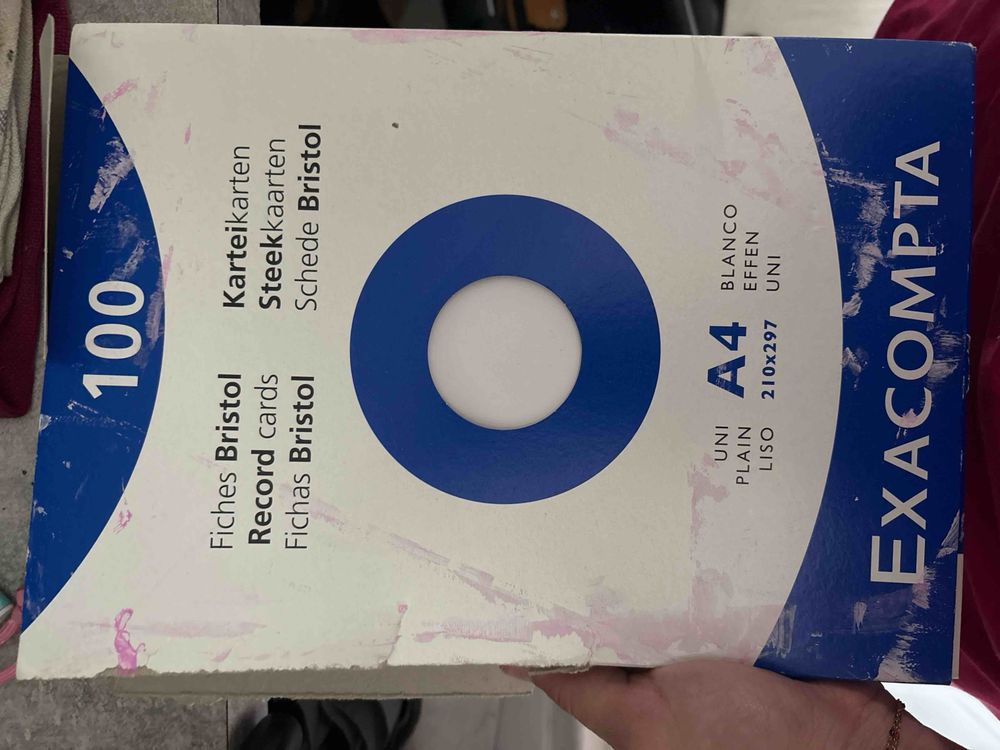 100
Fiches Bristol
Record cards
Fichas Bristol
Karteikarten
Steekkaarten
Schede Bristol
UNI
PLAIN
LISO
A4
210x297
BLANCO
EFFEN
UNI
EXACOMPTA